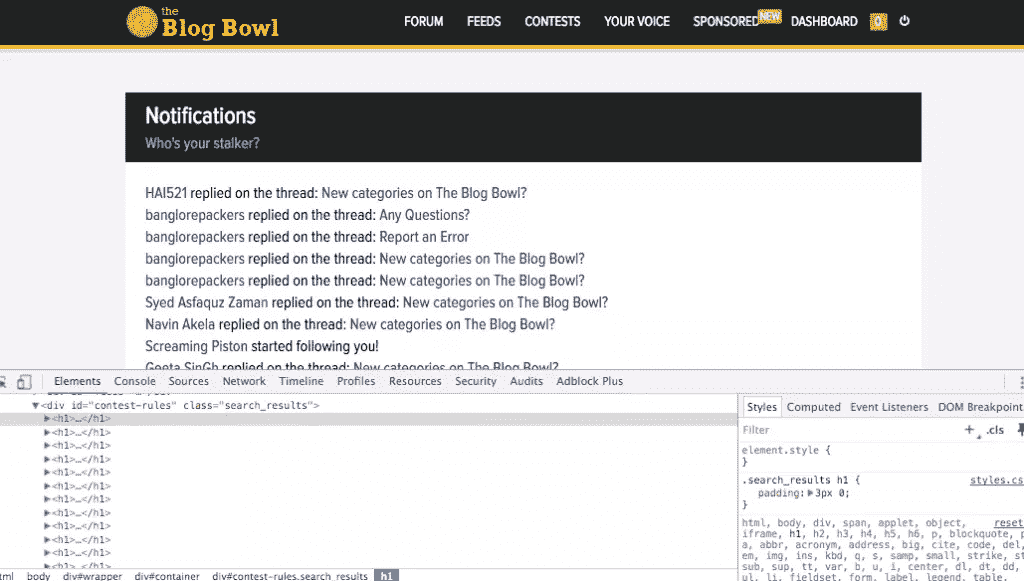 the
Blog Bowl
FORUM FEEDS CONTESTS YOUR VOICE SPONSORED NEW DASHBOARD 0
Notifications
Who's your stalker?
HAI521 replied on the thread: New categories on The Blog Bowl?
banglorepackers replied on the thread: Any Questions?
banglorepackers replied on the thread: Report an Error
banglorepackers replied on the thread: New categories on The Blog Bowl?
banglorepackers replied on the thread: New categories on The Blog Bowl?
Syed Asfaquz Zaman replied on the thread: New categories on The Blog Bowl?
Navin Akela replied on the thread: New categories on The Blog Bowl?
Screaming Piston started following you!
Geeta SinGh replied on the thread: New categories on The Blog Bowl?
Elements Console Sources Network Timeline Profiles Resources Security Audits Adblock Plus
▼<div id="contest-rules" class="search_results">
▶<h1>…</h1>
▶<h1>…</h1>
▶<h1>…</h1>
▶<h1>…</h1>
▶<h1>…</h1>
▶<h1>…</h1>
▶<h1>…</h1>
▶<h1>…</h1>
▶<h1>…</h1>
▶<h1>…</h1>
▶<h1>…</h1>
▶<h1>…</h1>
tml body div#wrapper div#container div#contest-rules.search_results h1
Styles Computed Event Listeners DOM Breakpoint
Filter + .cls
element.style {
}
.search_results h1 { styles.cs
padding:▶3px 0;
}
html, body, div, span, applet, object, reset
iframe, h1, h2, h3, h4, h5, h6, p, blockquote, p
a, abbr, acronym, address, big, cite, code, del,
em, img, ins, kbd, q, s, samp, small, strike, st
sub, sup, tt, var, b, u, i, center, dl, dt, dd,
ul, li, fieldset, form, label, legend, table,